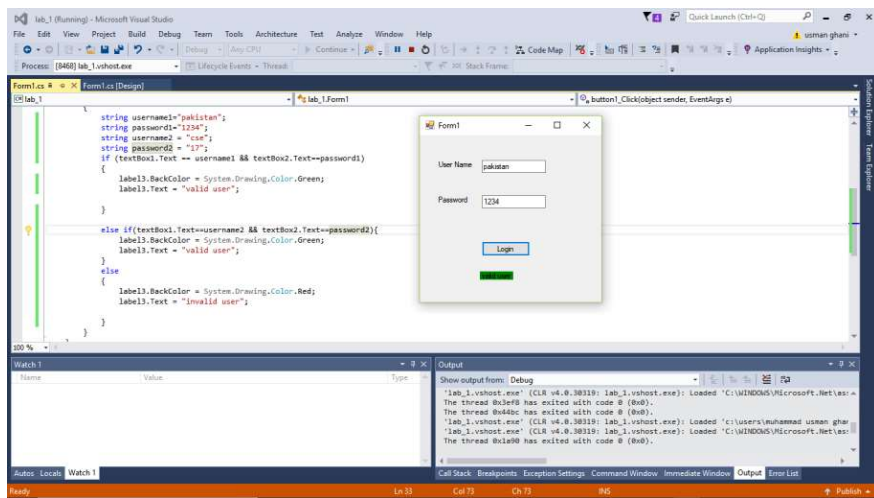 lab_1 (Running) - Microsoft Visual Studio
Quick Launch (Ctrl+Q)
File Edit View Project Build Debug Team Tools Architecture Test Analyze Window Help
usman ghani
Debug Any CPU Continue Code Map Application Insights
Process: [8468] lab_1.vshost.exe Lifecycle Events Thread: Stack Frame:
Form1.cs Form1.cs [Design]
lab_1 lab_1.Form1 button1_Click(object sender, EventArgs e)
Solution Explorer Team Explorer
{
string username1="pakistan";
string password1="1234";
string username2 = "cse";
string password2 = "17";
if (textBox1.Text == username1 && textBox2.Text==password1)
{
label3.BackColor = System.Drawing.Color.Green;
label3.Text = "valid user";
}
else if(textBox1.Text==username2 && textBox2.Text==password2){
label3.BackColor = System.Drawing.Color.Green;
label3.Text = "valid user";
}
else
{
label3.BackColor = System.Drawing.Color.Red;
label3.Text = "invalid user";
}
}
100 %
Form1
User Name pakistan
Password 1234
Login
valid user
Watch 1
Name Value Type
Autos Locals Watch 1
Output
Show output from: Debug
'lab_1.vshost.exe' (CLR v4.0.30319: lab_1.vshost.exe): Loaded 'C:\WINDOWS\Microsoft.Net\as
The thread 0x3ef8 has exited with code 0 (0x0).
The thread 0x44bc has exited with code 0 (0x0).
'lab_1.vshost.exe' (CLR v4.0.30319: lab_1.vshost.exe): Loaded 'c:\users\muhammad usman gha
'lab_1.vshost.exe' (CLR v4.0.30319: lab_1.vshost.exe): Loaded 'C:\WINDOWS\Microsoft.Net\as
The thread 0x1a90 has exited with code 0 (0x0).
Call Stack Breakpoints Exception Settings Command Window Immediate Window Output Error List
Ready Ln 33 Col 73 Ch 73 INS Publish